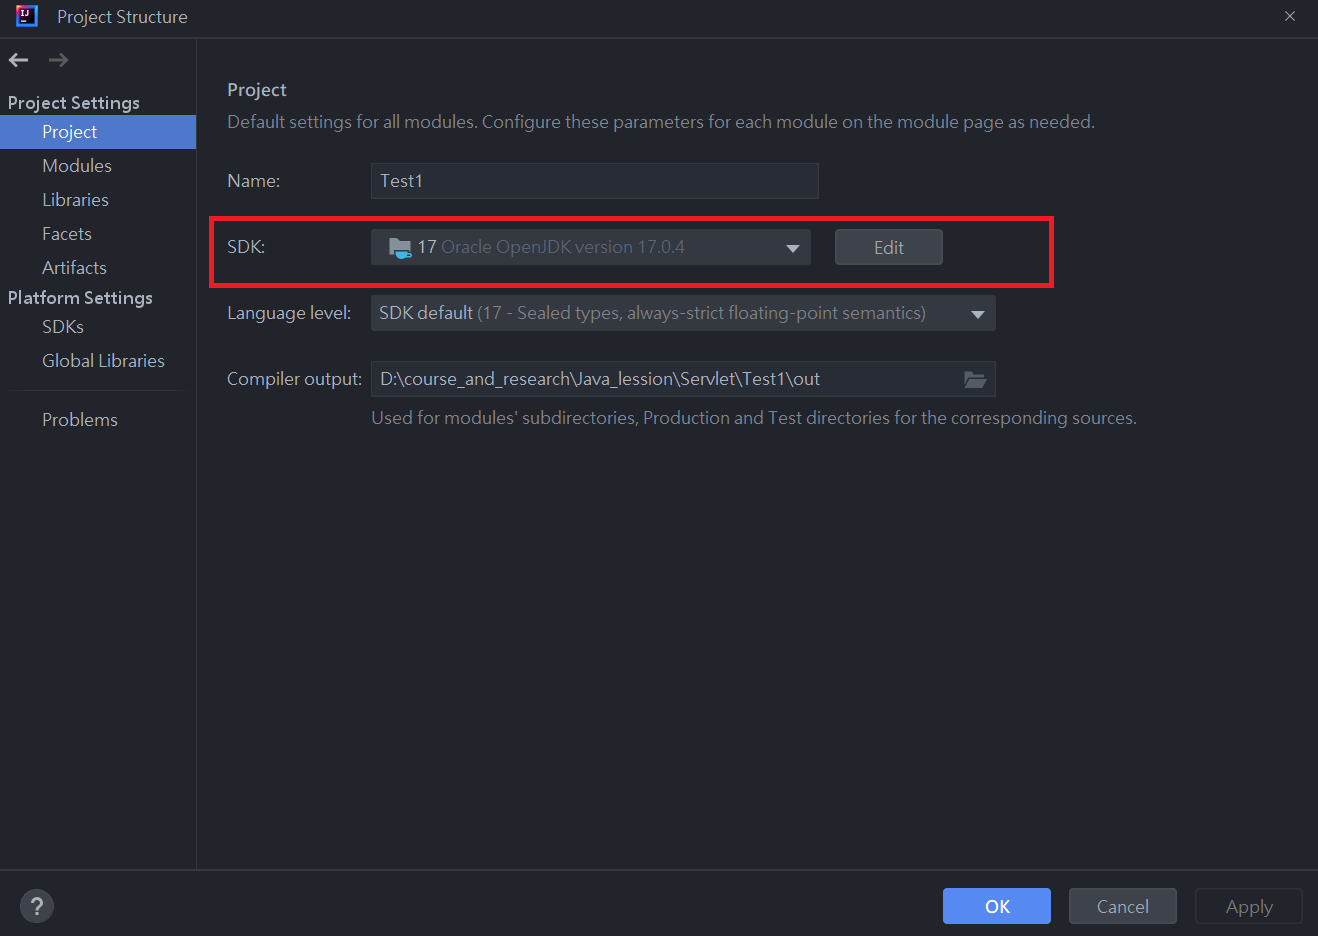 Project Structure
Project Settings
Project
Modules
Libraries
Facets
Artifacts
Platform Settings
SDKs
Global Libraries
Problems
Project
Default settings for all modules. Configure these parameters for each module on the module page as needed.
Name: Test1
SDK: 17 Oracle OpenJDK version 17.0.4 Edit
Language level: SDK default (17 - Sealed types, always-strict floating-point semantics)
Compiler output: D:\course_and_research\Java_lession\Servlet\Test1\out
Used for modules' subdirectories, Production and Test directories for the corresponding sources.
? OK Cancel Apply